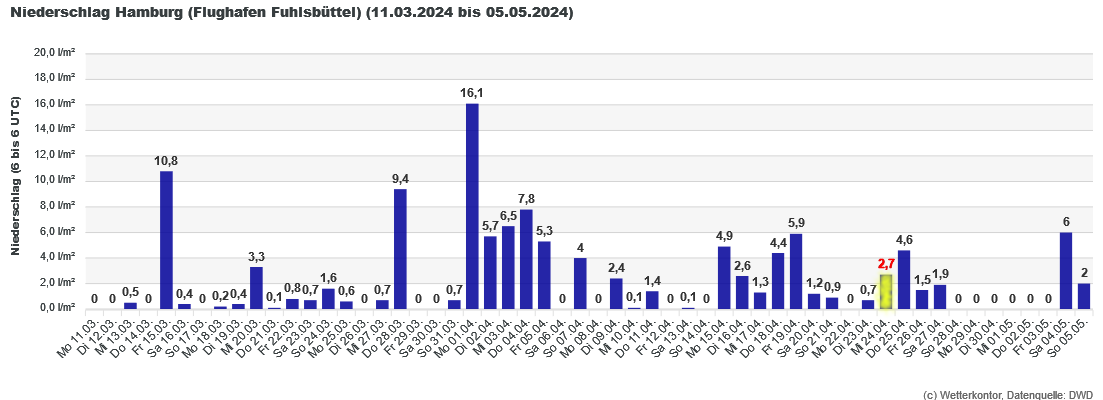 Niederschlag Hamburg (Flughafen Fuhlsbüttel) (11.03.2024 bis 05.05.2024)
Niederschlag (6 bis 6 UTC)
20,0 l/m²
18,0 l/m²
16,0 l/m²
14,0 l/m²
12,0 l/m²
10,0 l/m²
8,0 l/m²
6,0 l/m²
4,0 l/m²
2,0 l/m²
0,0 l/m²
0 0 0,5 0 10,8 0,4 0 0,2 0,4 3,3 0,1 0,8 0,7 1,6 0,6 0 0,7 9,4 0 0 0,7 16,1 5,7 6,5 7,8 5,3 0 4 0 2,4 0,1 1,4 0 0,1 0 4,9 2,6 1,3 4,4 5,9 1,2 0,9 0 0,7 2,7 4,6 1,5 1,9 0 0 0 0 0 0 6 2
Mo 11.03. Di 12.03. Mi 13.03. Do 14.03. Fr 15.03. Sa 16.03. So 17.03. Mo 18.03. Di 19.03. Mi 20.03. Do 21.03. Fr 22.03. Sa 23.03. So 24.03. Mo 25.03. Di 26.03. Mi 27.03. Do 28.03. Fr 29.03. Sa 30.03. So 31.03. Mo 01.04. Di 02.04. Mi 03.04. Do 04.04. Fr 05.04. Sa 06.04. So 07.04. Mo 08.04. Di 09.04. Mi 10.04. Do 11.04. Fr 12.04. Sa 13.04. So 14.04. Mo 15.04. Di 16.04. Mi 17.04. Do 18.04. Fr 19.04. Sa 20.04. So 21.04. Mo 22.04. Di 23.04. Mi 24.04. Do 25.04. Fr 26.04. Sa 27.04. So 28.04. Mo 29.04. Di 30.04. Mi 01.05. Do 02.05. Fr 03.05. Sa 04.05. So 05.05.
(c) Wetterkontor, Datenquelle: DWD